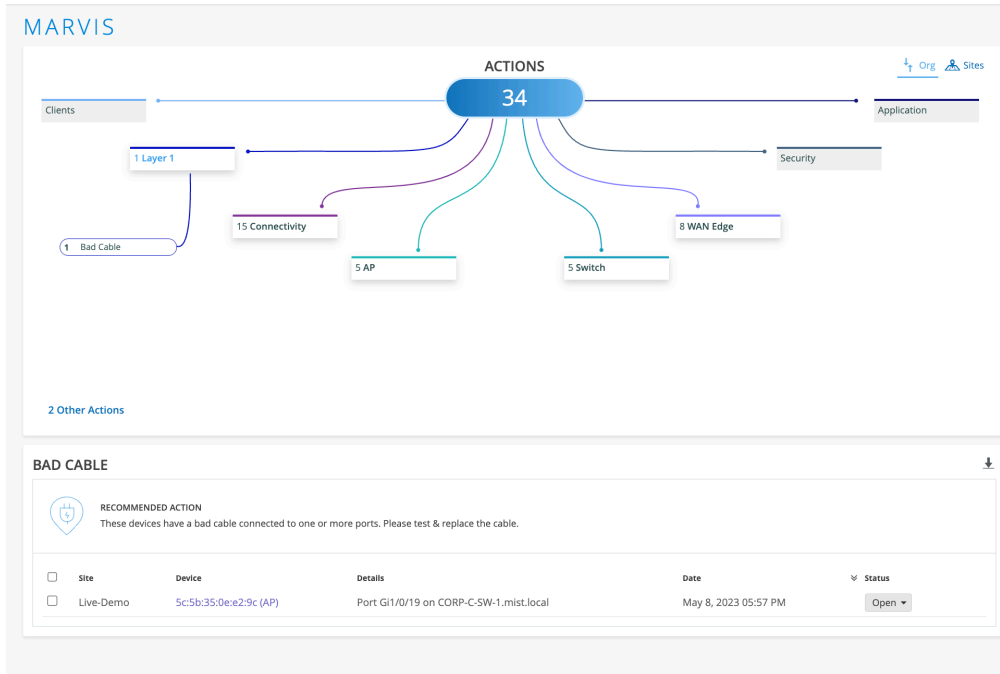 MARVIS
ACTIONS
34
Org
Sites
Clients
Application
1 Layer 1
Security
15 Connectivity
8 WAN Edge
1 Bad Cable
5 AP
5 Switch
2 Other Actions
BAD CABLE
RECOMMENDED ACTION
These devices have a bad cable connected to one or more ports. Please test & replace the cable.
Site Device Details Date Status
Live-Demo 5c:5b:35:0e:e2:9c (AP) Port Gi1/0/19 on CORP-C-SW-1.mist.local May 8, 2023 05:57 PM Open